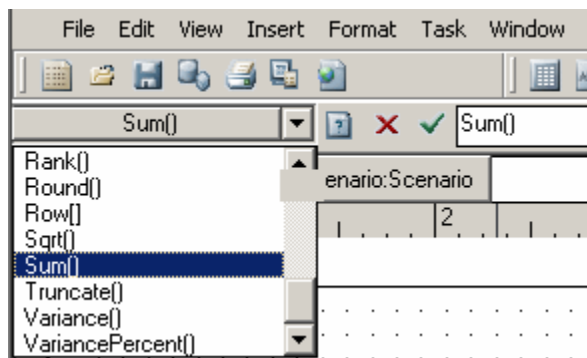 File Edit View Insert Format Task Window
Sum() Sum()
Rank()
Round()
enario:Scenario
Row[]
2
Sqrt()
Sum()
Truncate()
Variance()
VariancePercent()